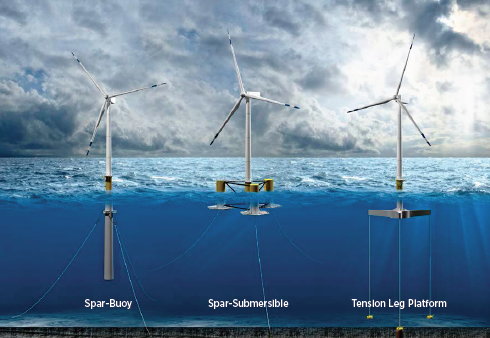 Spar-Buoy
Spar-Submersible
Tension Leg Platform